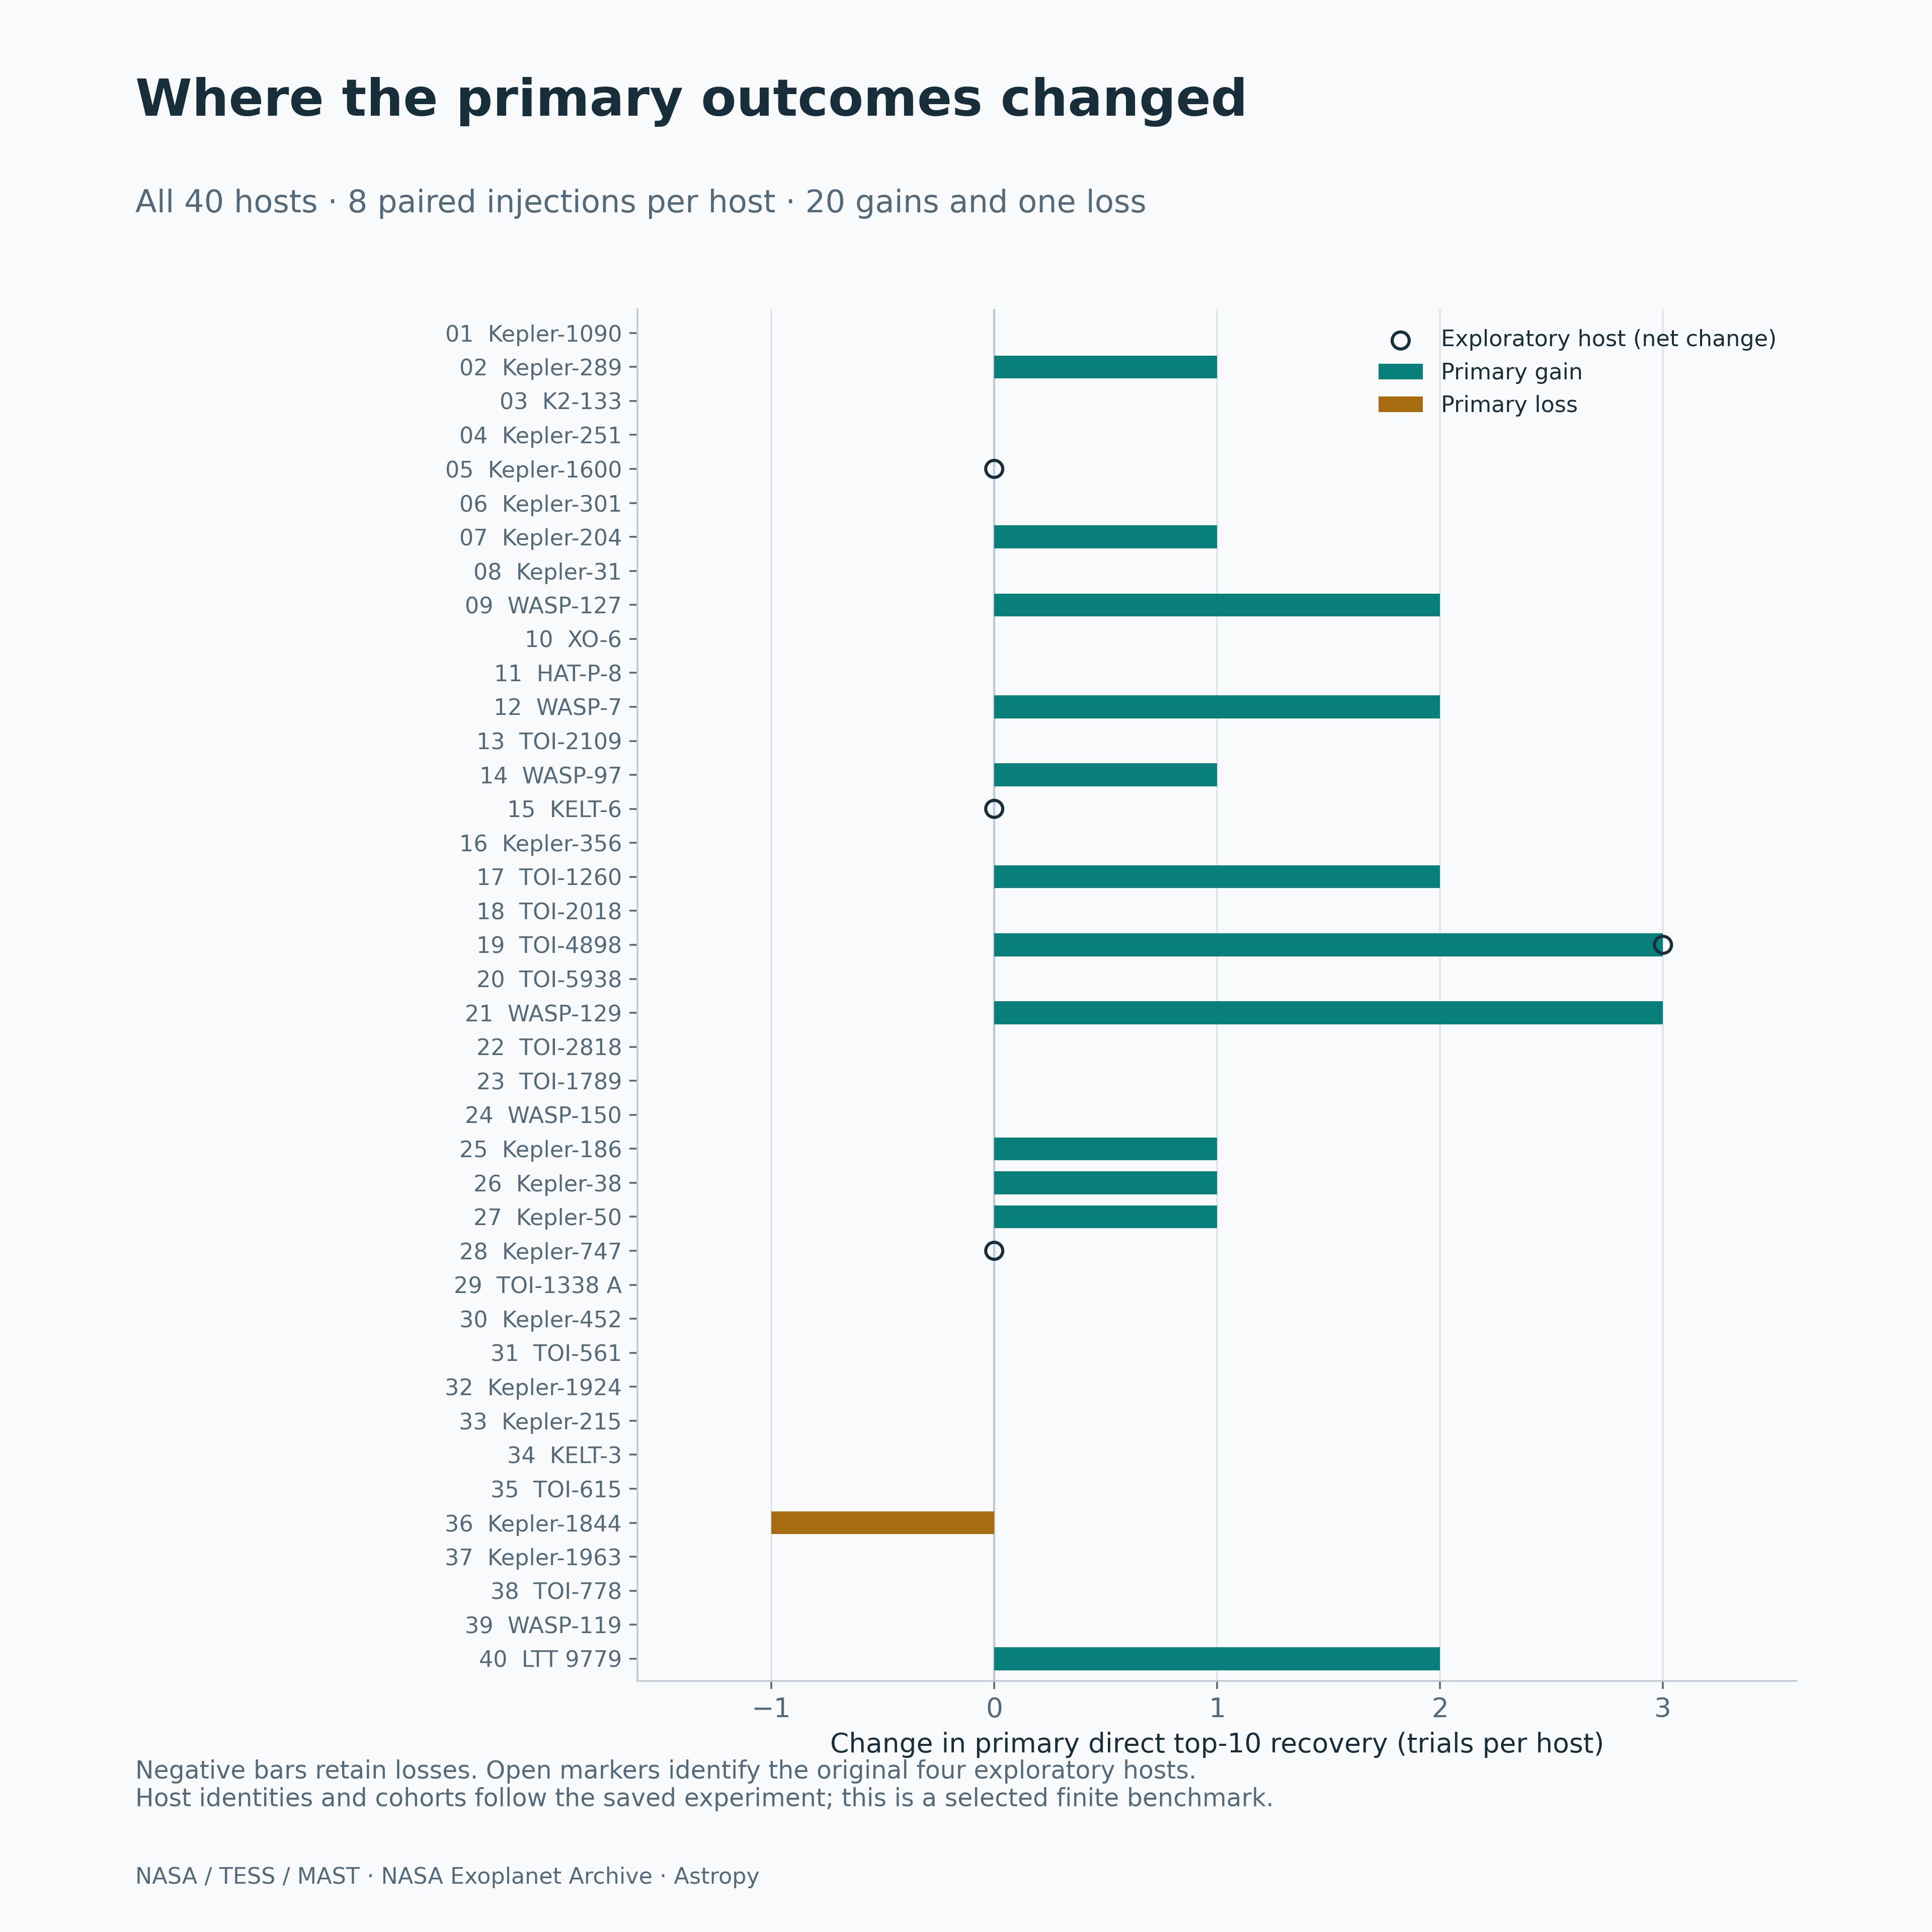 Where the primary outcomes changed
All 40 hosts · 8 paired injections per host · 20 gains and one loss
Exploratory host (net change)
Primary gain
Primary loss
01 Kepler-1090
02 Kepler-289
03 K2-133
04 Kepler-251
05 Kepler-1600
06 Kepler-301
07 Kepler-204
08 Kepler-31
09 WASP-127
10 XO-6
11 HAT-P-8
12 WASP-7
13 TOI-2109
14 WASP-97
15 KELT-6
16 Kepler-356
17 TOI-1260
18 TOI-2018
19 TOI-4898
20 TOI-5938
21 WASP-129
22 TOI-2818
23 TOI-1789
24 WASP-150
25 Kepler-186
26 Kepler-38
27 Kepler-50
28 Kepler-747
29 TOI-1338 A
30 Kepler-452
31 TOI-561
32 Kepler-1924
33 Kepler-215
34 KELT-3
35 TOI-615
36 Kepler-1844
37 Kepler-1963
38 TOI-778
39 WASP-119
40 LTT 9779
−1 0 1 2 3
Change in primary direct top-10 recovery (trials per host)
Negative bars retain losses. Open markers identify the original four exploratory hosts.
Host identities and cohorts follow the saved experiment; this is a selected finite benchmark.
NASA / TESS / MAST · NASA Exoplanet Archive · Astropy